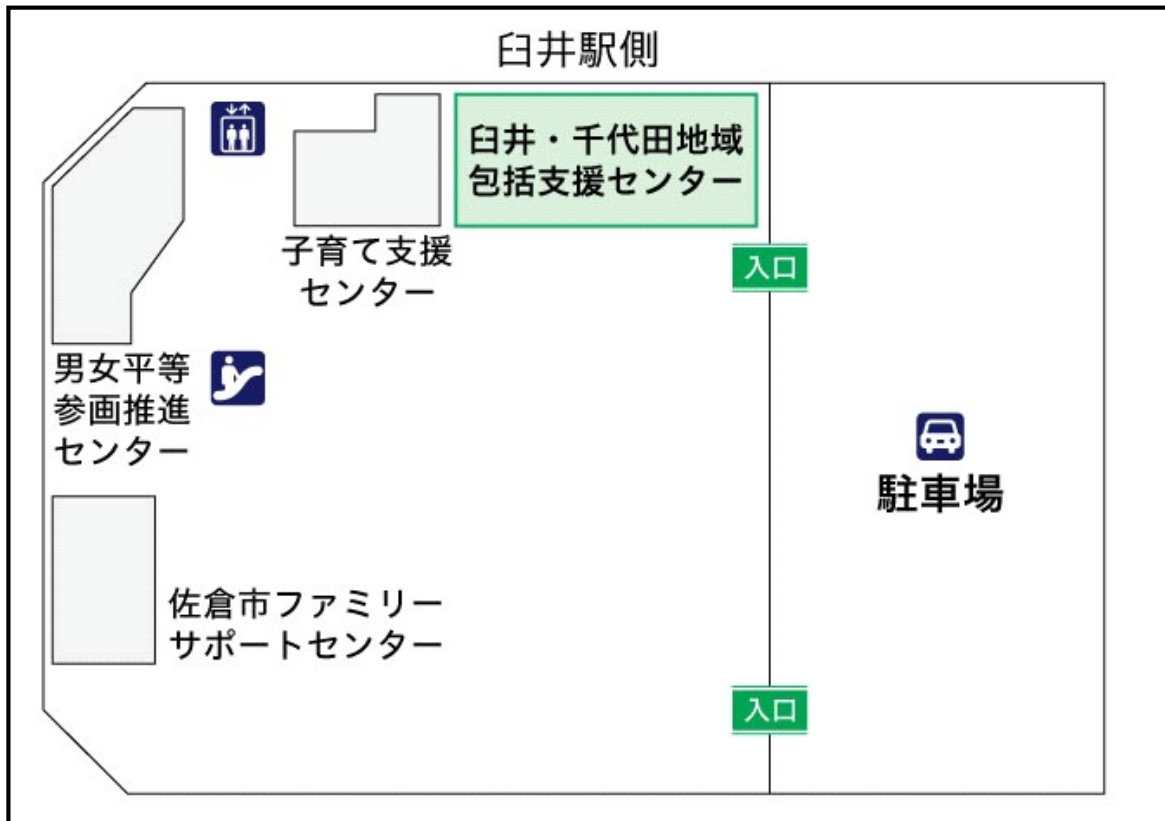 臼井駅側
臼井・千代田地域
包括支援センター
子育て支援
センター
入口
男女平等
参画推進
センター
駐車場
佐倉市ファミリー
サポートセンター
入口